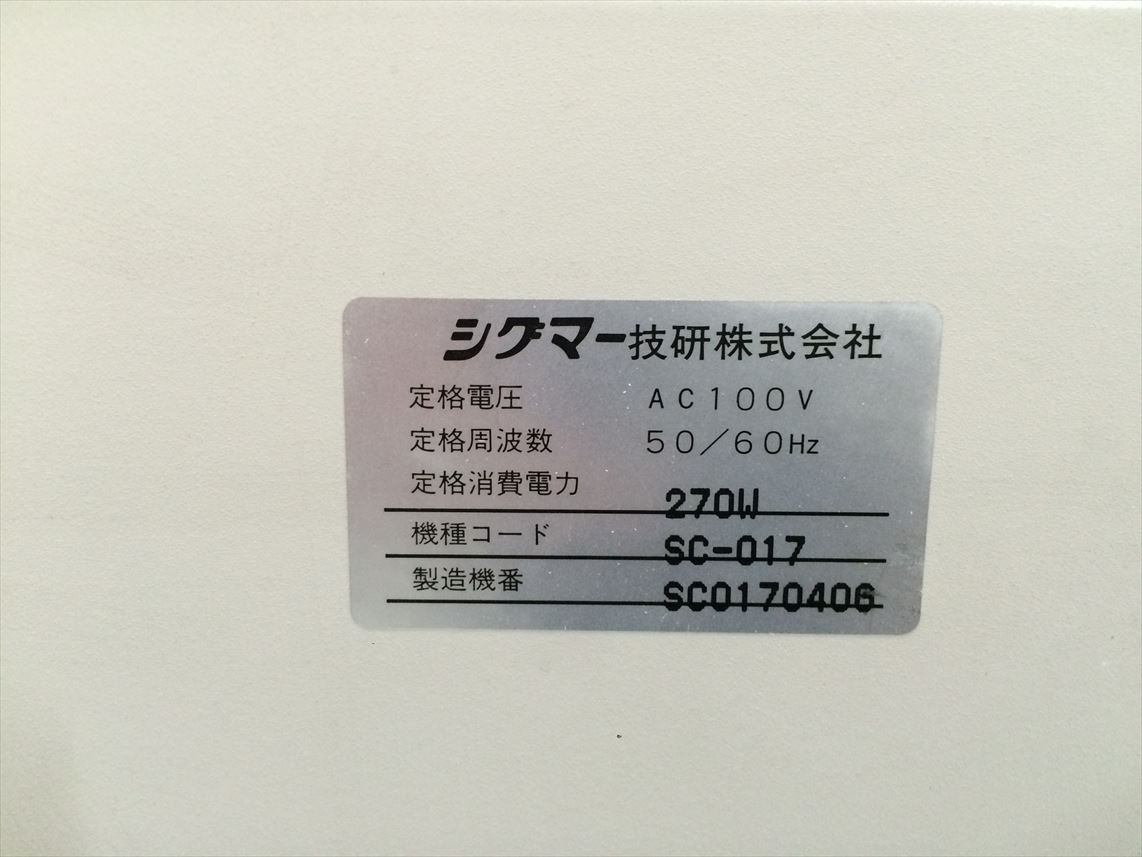 シグマー技研株式会社
定格電圧 AC100V
定格周波数 50/60Hz
定格消費電力 270W
機種コード SC-017
製造機番 SC0170406